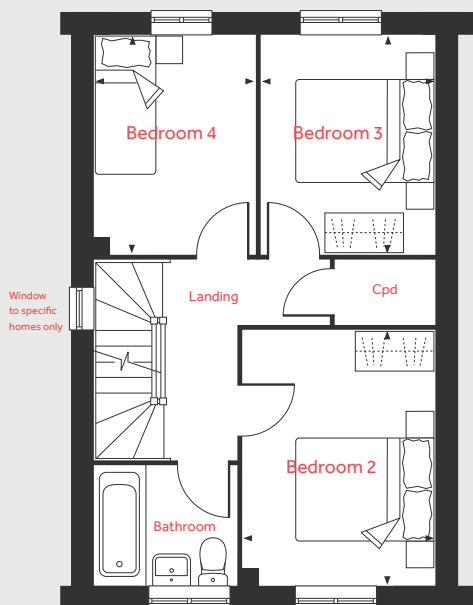 Bedroom 4
Bedroom 3
Window
to specific
homes only
Landing
Cpd
Bedroom 2
Bathroom